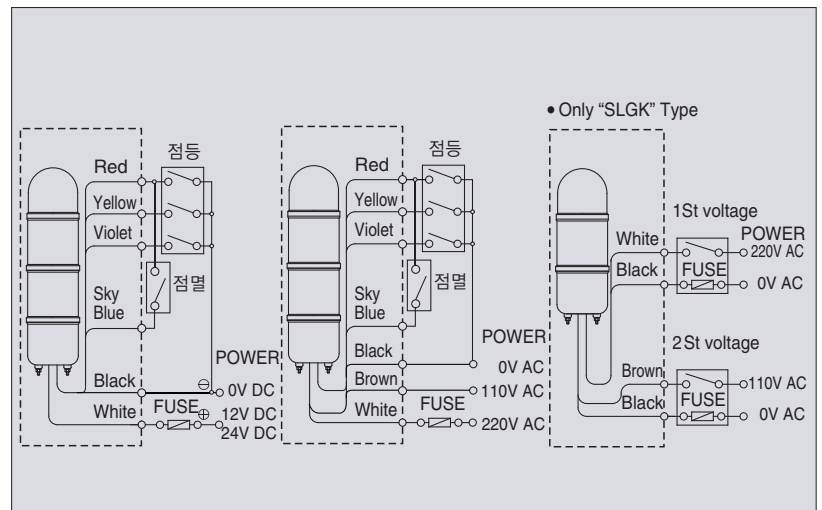 점등
Red
Yellow
Violet
점멸
Sky
Blue
POWER
Black ⊖ 0V DC
White FUSE ⊕ 12V DC
24V DC
점등
Red
Yellow
Violet
점멸
Sky
Blue
POWER
Black 0V AC
Brown 110V AC
White FUSE 220V AC
• Only “SLGK” Type
1St voltage
POWER
White 220V AC
Black FUSE 0V AC
2St voltage
Brown 110V AC
Black FUSE 0V AC